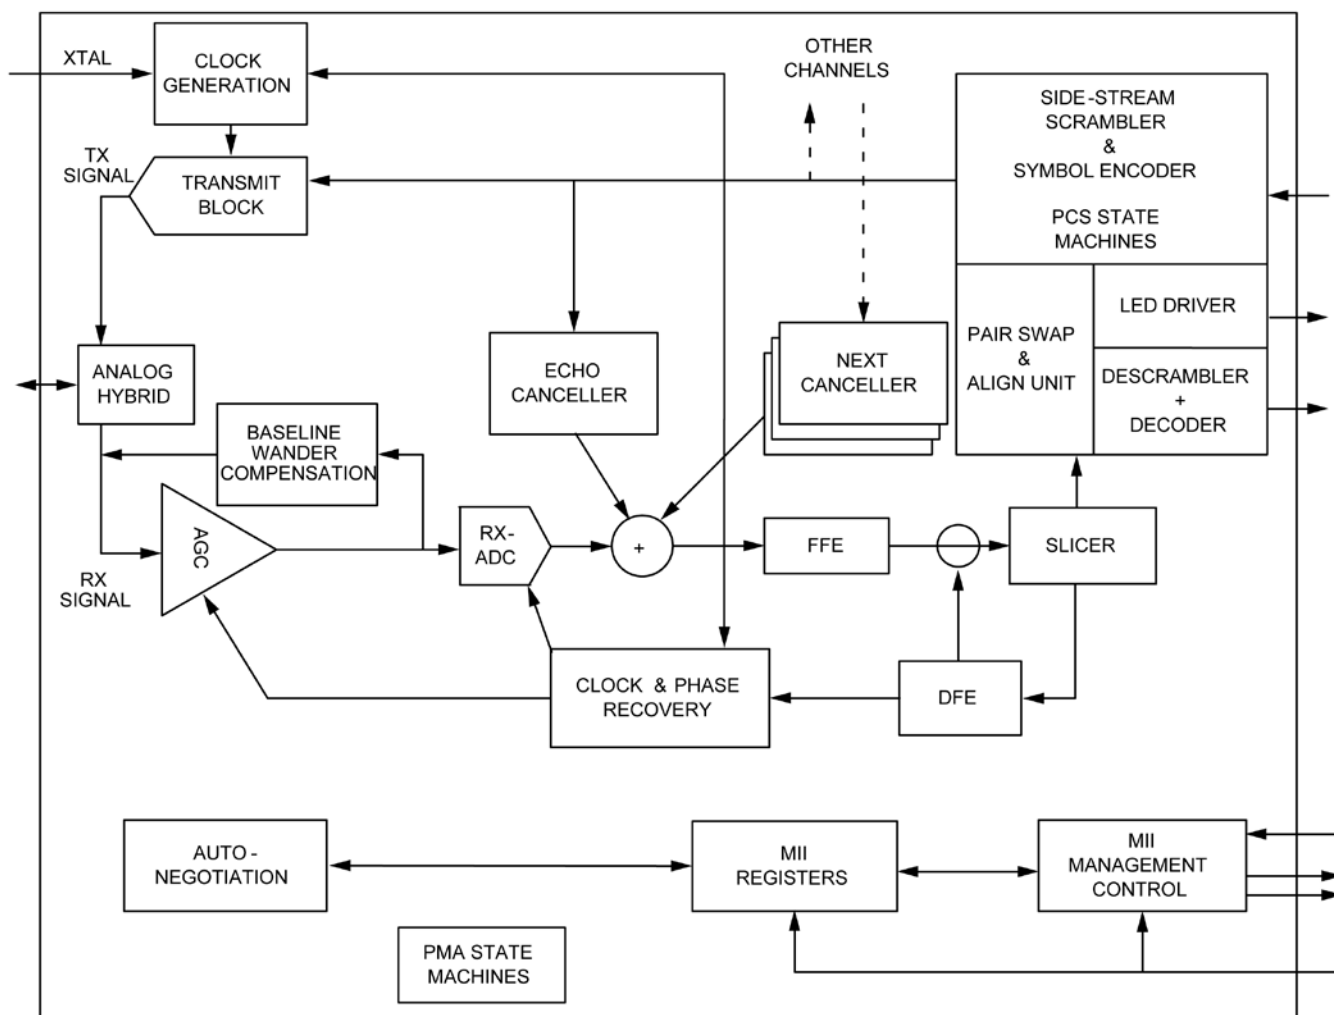 XTAL
CLOCK
GENERATION
OTHER
CHANNELS
SIDE-STREAM
SCRAMBLER
&
SYMBOL ENCODER
PCS STATE
MACHINES
TX
SIGNAL
TRANSMIT
BLOCK
LED DRIVER
PAIR SWAP
&
ALIGN UNIT
DESCRAMBLER
+
DECODER
ANALOG
HYBRID
ECHO
CANCELLER
NEXT
CANCELLER
BASELINE
WANDER
COMPENSATION
AGC
RX-
ADC
+
FFE
SLICER
RX
SIGNAL
CLOCK & PHASE
RECOVERY
DFE
AUTO-
NEGOTIATION
MII
REGISTERS
MII
MANAGEMENT
CONTROL
PMA STATE
MACHINES